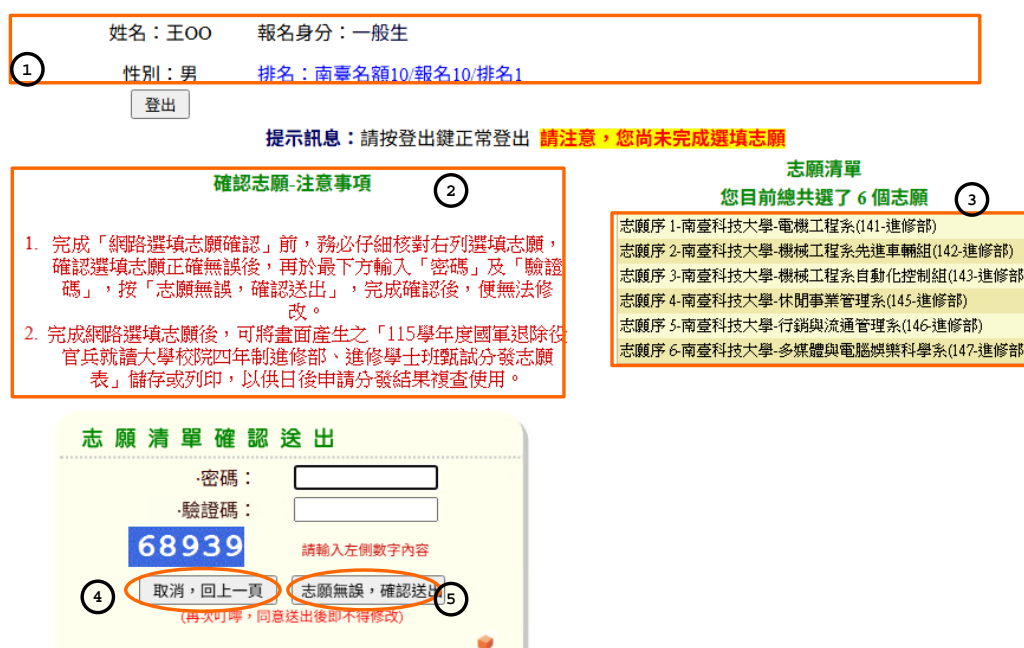 姓名：王OO 報名身分：一般生
1
性別：男 排名：南臺名額10/報名10/排名1
登出
提示訊息：請按登出鍵正常登出 請注意，您尚未完成選填志願
確認志願-注意事項
2
1. 完成「網路選填志願確認」前，務必仔細核對右列選填志願，
確認選填志願正確無誤後，再於最下方輸入「密碼」及「驗證
碼」，按「志願無誤，確認送出」，完成確認後，便無法修
改。
2. 完成網路選填志願後，可將畫面產生之「115學年度國軍退除役
官兵就讀大學校院四年制進修部、進修學士班甄試分發志願
表」儲存或列印，以供日後申請分發結果複查使用。
志願清單
您目前總共選了 6 個志願
3
志願序 1-南臺科技大學-電機工程系(141-進修部)
志願序 2-南臺科技大學-機械工程系先進車輛組(142-進修部)
志願序 3-南臺科技大學-機械工程系自動化控制組(143-進修部
志願序 4-南臺科技大學-休閒事業管理系(145-進修部)
志願序 5-南臺科技大學-行銷與流通管理系(146-進修部)
志願序 6-南臺科技大學-多媒體與電腦娛樂科學系(147-進修部
志願清單確認送出
·密碼：
·驗證碼：
68939 請輸入左側數字內容
4 取消，回上一頁 志願無誤，確認送出 5
(再次叮嚀，同意送出後即不得修改)